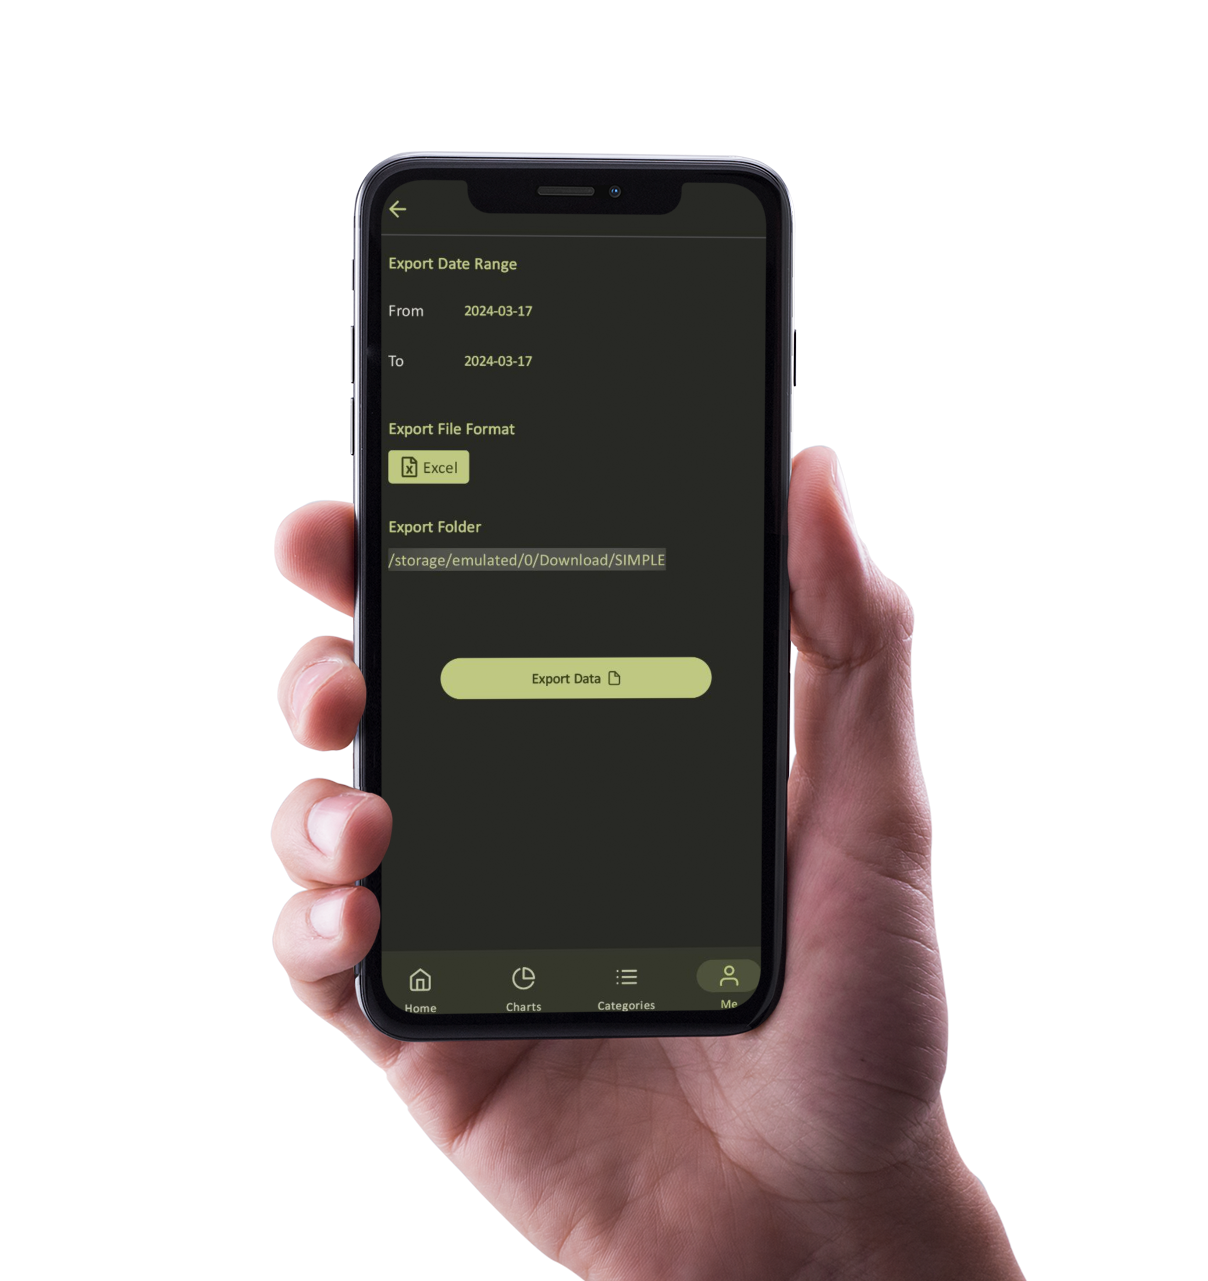 Export Date Range
From 2024-03-17
To 2024-03-17
Export File Format
Excel
Export Folder
/storage/emulated/0/Download/SIMPLE
Export Data
Home Charts Categories Me